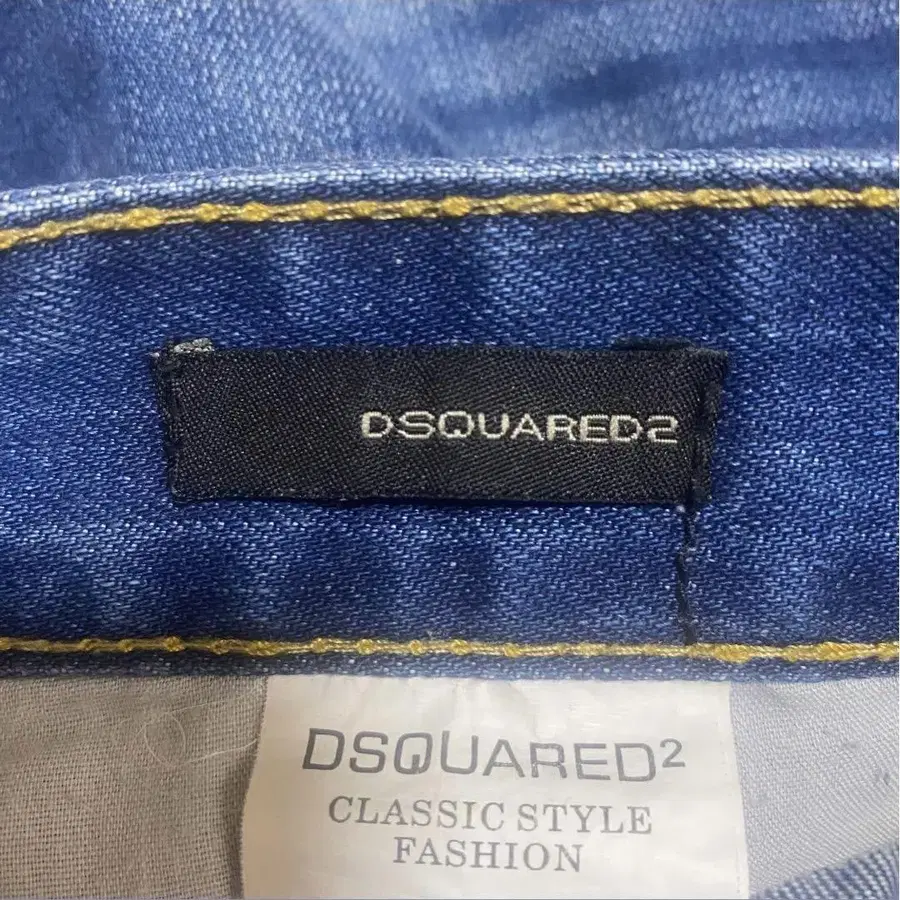 DSQUARED2
DSQUARED²
CLASSIC STYLE
FASHION